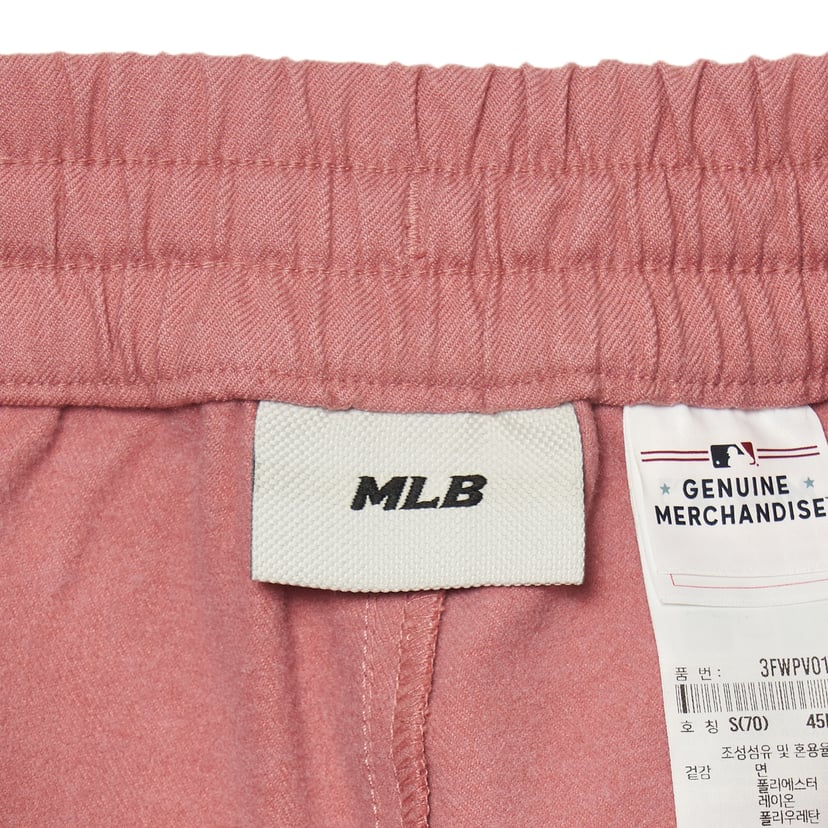 MLB
GENUINE
MERCHANDISE
품 번: 3FWPV01
호 칭 S(70) 45
조성섬유 및 혼용율
겉감 면
폴리에스터
레이온
폴리우레탄